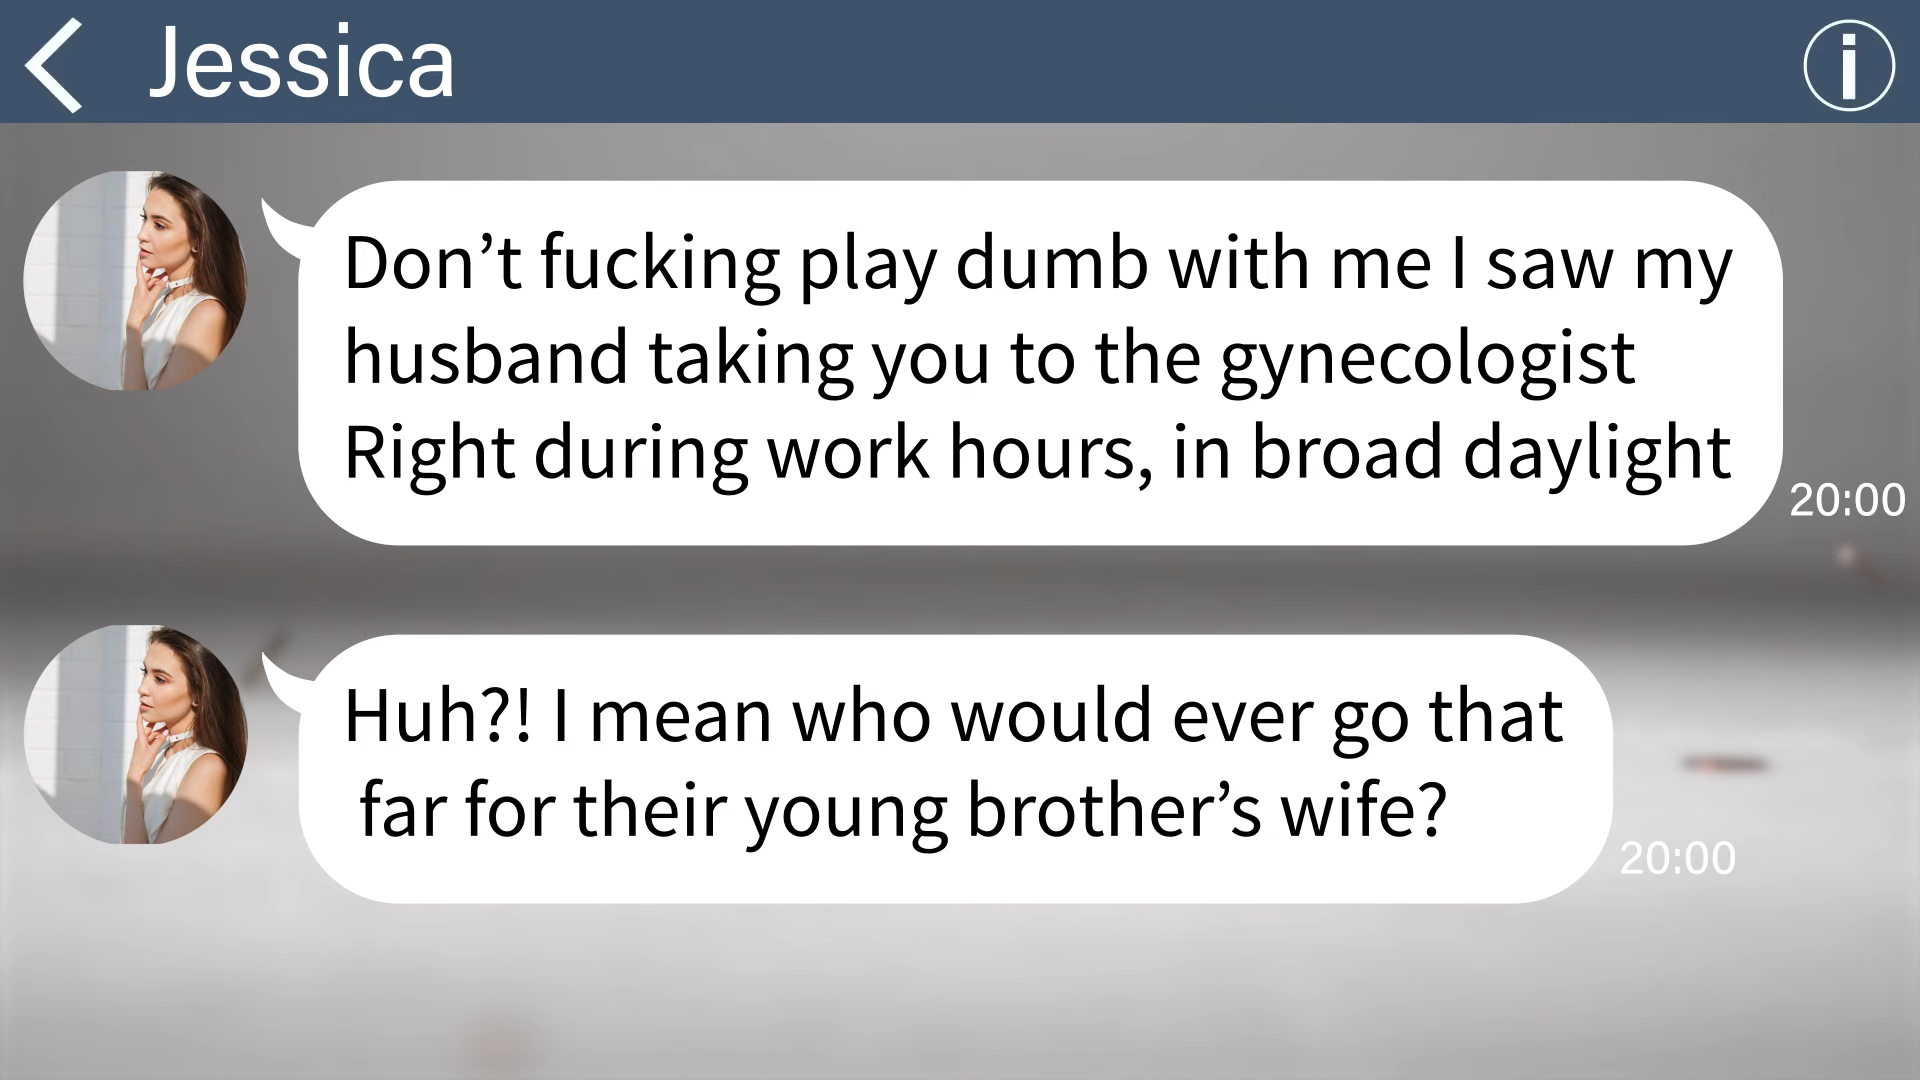 Jessica
Don’t fucking play dumb with me I saw my
husband taking you to the gynecologist
Right during work hours, in broad daylight
20:00
Huh?! I mean who would ever go that
far for their young brother’s wife?
20:00